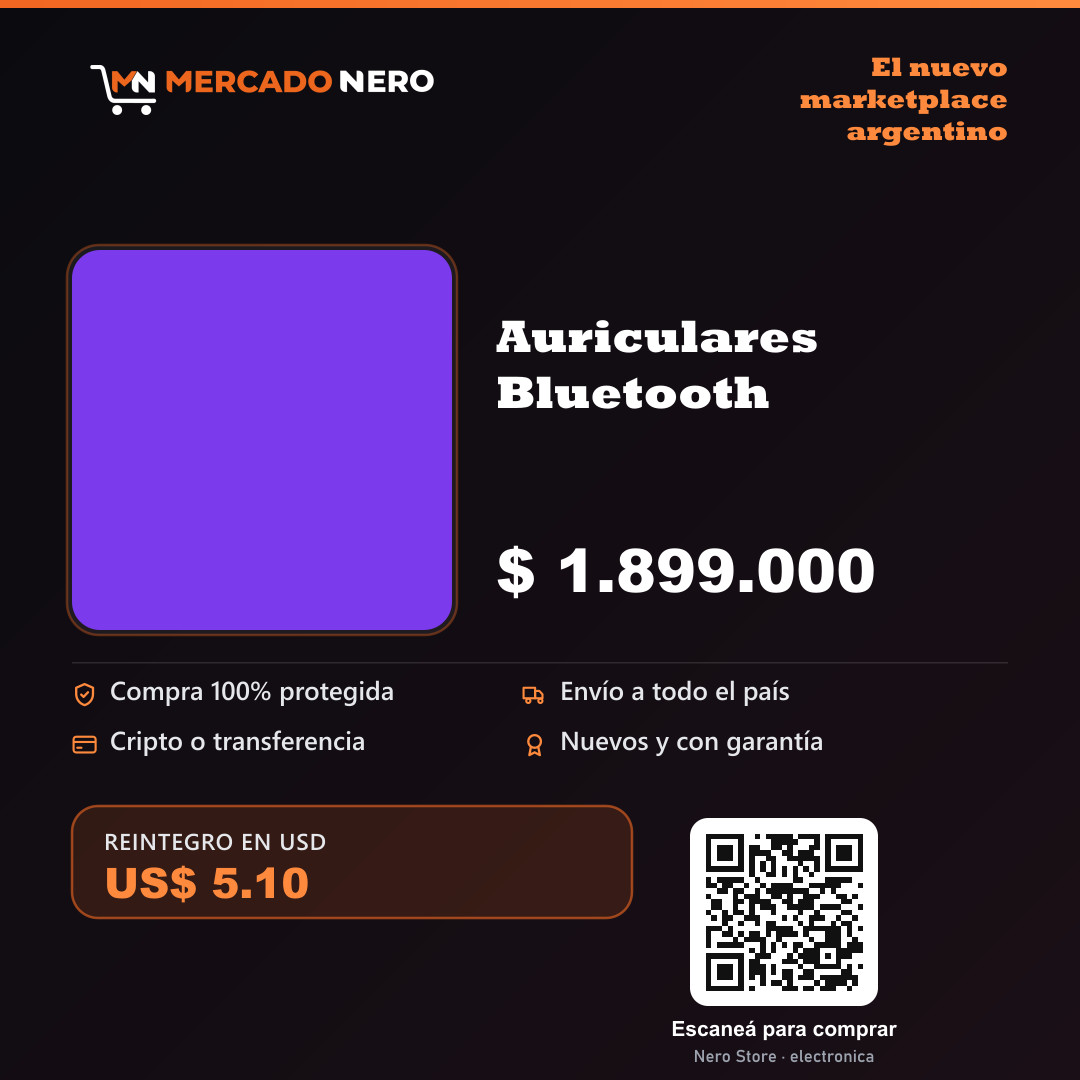 MN MERCADO NERO
El nuevo
marketplace
argentino
Auriculares
Bluetooth
$ 1.899.000
Compra 100% protegida
Envío a todo el país
Cripto o transferencia
Nuevos y con garantía
REINTEGRO EN USD
US$ 5.10
Escaneá para comprar
Nero Store · electronica